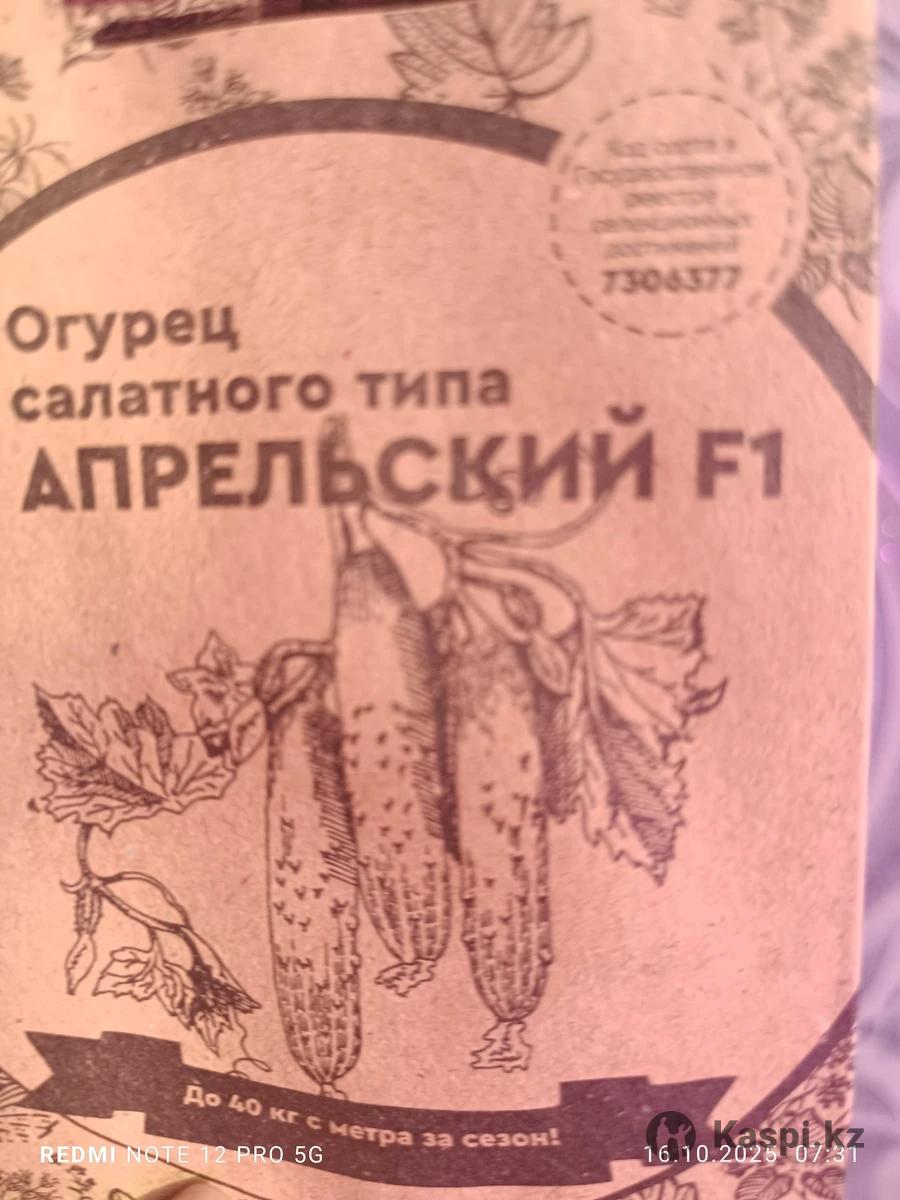 Код сорта в
Государственном
реестре
селекционных
достижений
7306377
Огурец
салатного типа
АПРЕЛЬСКИЙ F1
До 40 кг с метра за сезон!
Kaspi.kz
REDMI NOTE 12 PRO 5G
16.10.2025 07:31